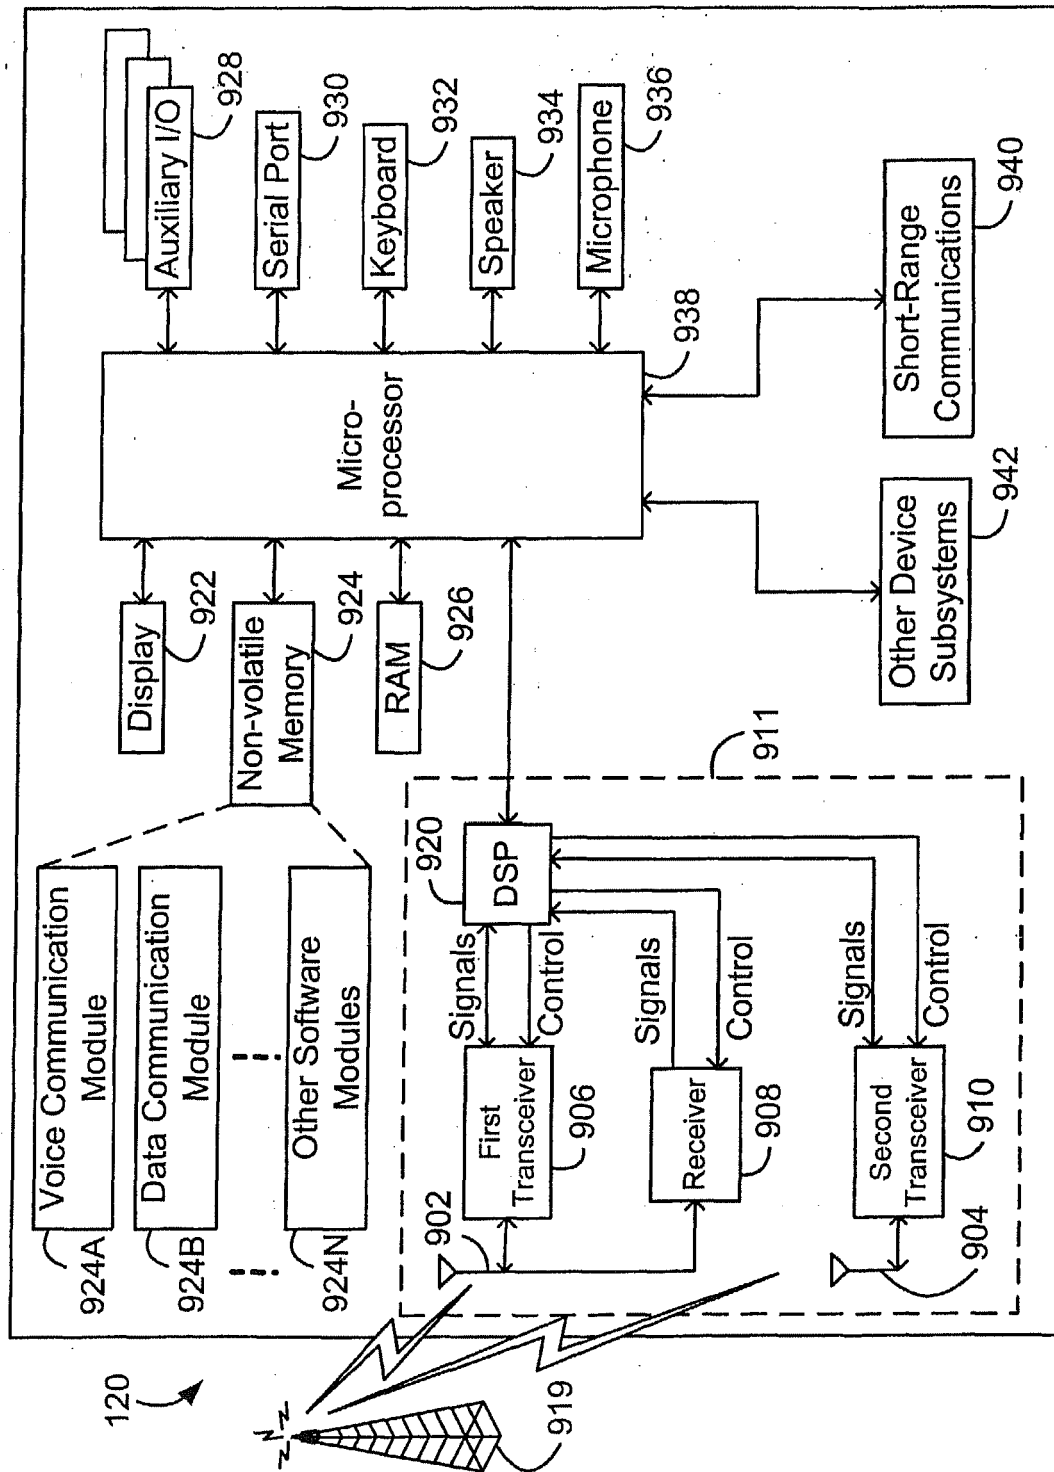 120
919
924A
Voice Communication
Module
924B
Data Communication
Module
924N
Other Software
Modules
Display
922
Non-volatile
Memory
924
RAM
926
Micro-
processor
938
Auxiliary I/O
928
Serial Port
930
Keyboard
932
Speaker
934
Microphone
936
902
First
Transceiver
906
Signals
Control
920
DSP
911
Receiver
908
Signals
Control
904
Second
Transceiver
910
Signals
Control
Other Device
Subsystems
942
Short-Range
Communications
940